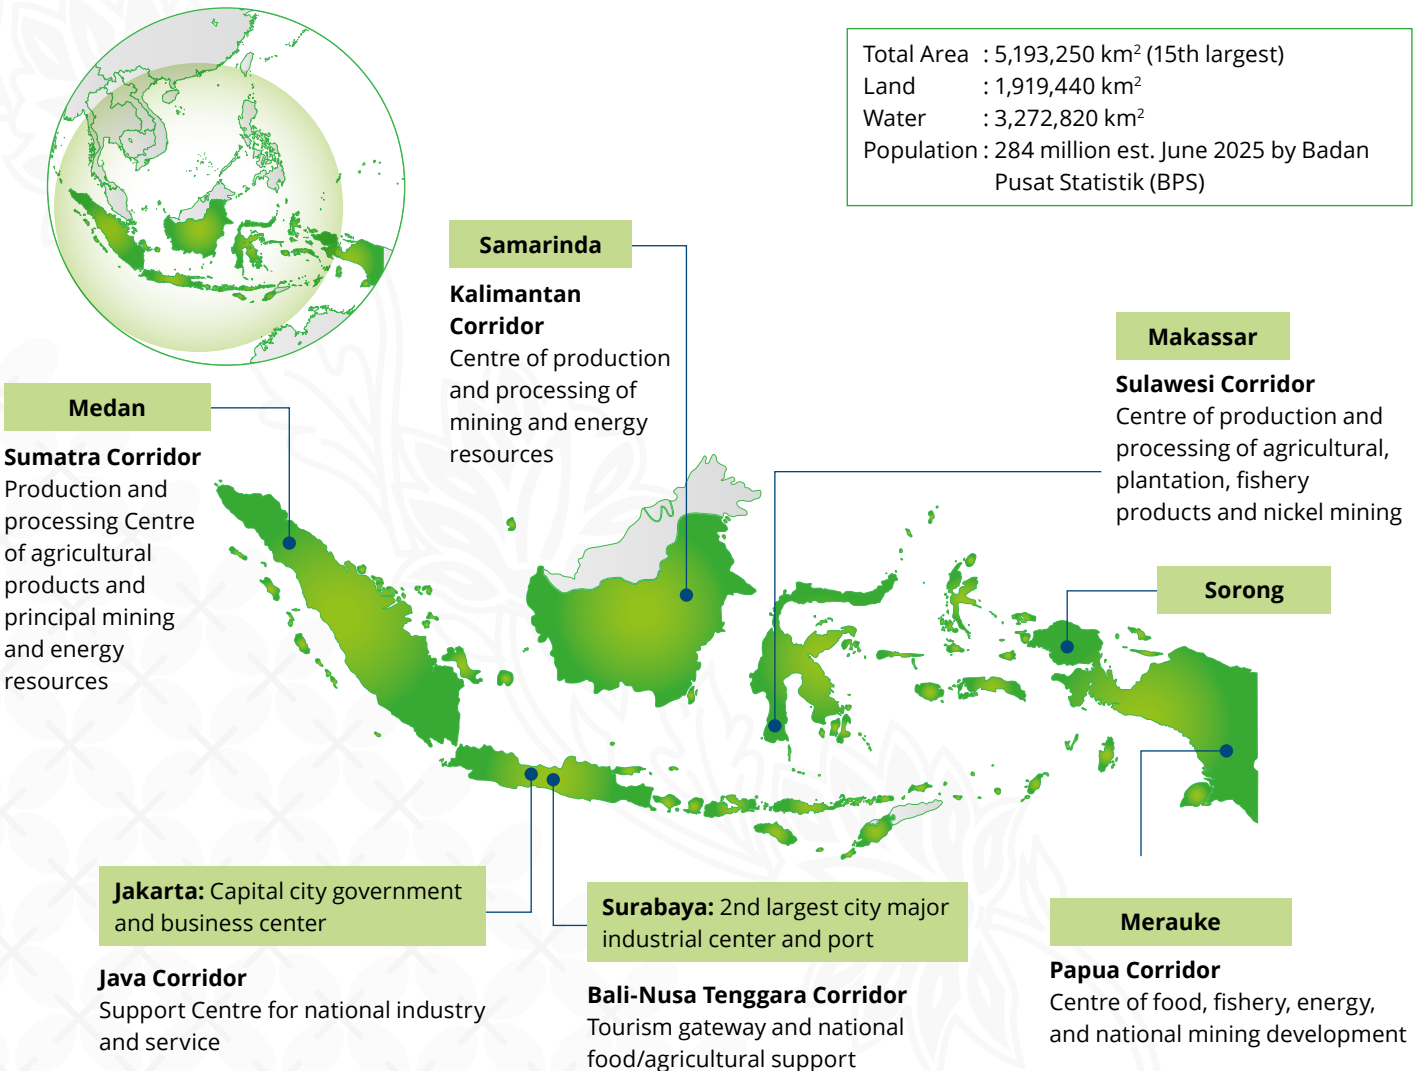 Total Area : 5,193,250 km² (15th largest)
Land : 1,919,440 km²
Water : 3,272,820 km²
Population : 284 million est. June 2025 by Badan
Pusat Statistik (BPS)
Samarinda
Kalimantan
Corridor
Centre of production
and processing of
mining and energy
resources
Makassar
Sulawesi Corridor
Centre of production and
processing of agricultural,
plantation, fishery
products and nickel mining
Medan
Sumatra Corridor
Production and
processing Centre
of agricultural
products and
principal mining
and energy
resources
Sorong
Jakarta: Capital city government
and business center
Java Corridor
Support Centre for national industry
and service
Surabaya: 2nd largest city major
industrial center and port
Bali-Nusa Tenggara Corridor
Tourism gateway and national
food/agricultural support
Merauke
Papua Corridor
Centre of food, fishery, energy,
and national mining development